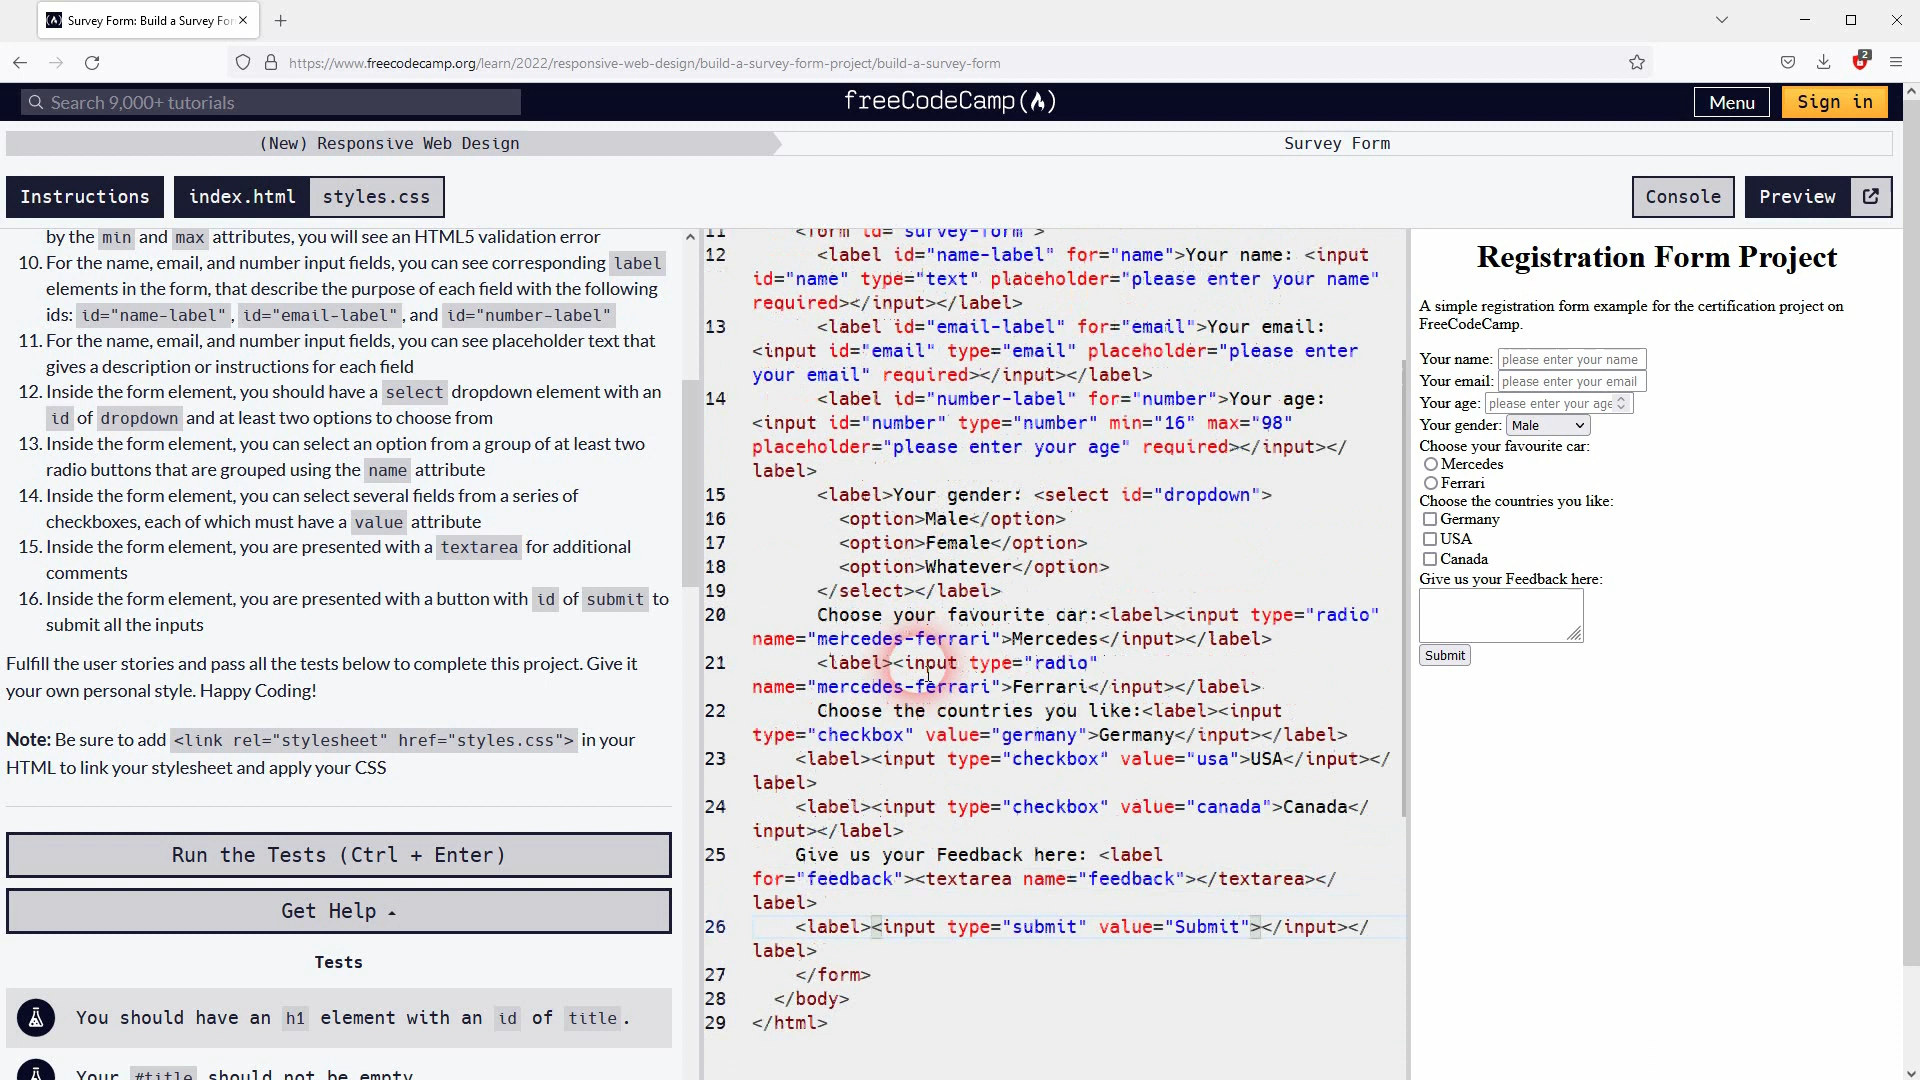 Survey Form: Build a Survey For
https://www.freecodecamp.org/learn/2022/responsive-web-design/build-a-survey-form-project/build-a-survey-form
2
Search 9,000+ tutorials
freeCodeCamp
Menu
Sign in
(New) Responsive Web Design
Survey Form
Instructions
index.html
styles.css
Console
Preview
by the min and max attributes, you will see an HTML5 validation error
10. For the name, email, and number input fields, you can see corresponding label
elements in the form, that describe the purpose of each field with the following
ids: id="name-label", id="email-label", and id="number-label"
11. For the name, email, and number input fields, you can see placeholder text that
gives a description or instructions for each field
12. Inside the form element, you should have a select dropdown element with an
id of dropdown and at least two options to choose from
13. Inside the form element, you can select an option from a group of at least two
radio buttons that are grouped using the name attribute
14. Inside the form element, you can select several fields from a series of
checkboxes, each of which must have a value attribute
15. Inside the form element, you are presented with a textarea for additional
comments
16. Inside the form element, you are presented with a button with id of submit to
submit all the inputs
Fulfill the user stories and pass all the tests below to complete this project. Give it
your own personal style. Happy Coding!
Note: Be sure to add <link rel="stylesheet" href="styles.css"> in your
HTML to link your stylesheet and apply your CSS
Run the Tests (Ctrl + Enter)
Get Help
Tests
You should have an h1 element with an id of title.
Your #title should not be empty
11 <form id="survey-form">
12 <label id="name-label" for="name">Your name: <input
id="name" type="text" placeholder="please enter your name"
required></input></label>
13 <label id="email-label" for="email">Your email:
<input id="email" type="email" placeholder="please enter
your email" required></input></label>
14 <label id="number-label" for="number">Your age:
<input id="number" type="number" min="16" max="98"
placeholder="please enter your age" required></input></
label>
15 <label>Your gender: <select id="dropdown">
16 <option>Male</option>
17 <option>Female</option>
18 <option>Whatever</option>
19 </select></label>
20 Choose your favourite car:<label><input type="radio"
name="mercedes-ferrari">Mercedes</input></label>
21 <label><input type="radio"
name="mercedes-ferrari">Ferrari</input></label>
22 Choose the countries you like:<label><input
type="checkbox" value="germany">Germany</input></label>
23 <label><input type="checkbox" value="usa">USA</input></
label>
24 <label><input type="checkbox" value="canada">Canada</
input></label>
25 Give us your Feedback here: <label
for="feedback"><textarea name="feedback"></textarea></
label>
26 <label><input type="submit" value="Submit"></input></
label>
27 </form>
28 </body>
29 </html>
Registration Form Project
A simple registration form example for the certification project on
FreeCodeCamp.
Your name: please enter your name
Your email: please enter your email
Your age: please enter your age
Your gender: Male
Choose your favourite car:
Mercedes
Ferrari
Choose the countries you like:
Germany
USA
Canada
Give us your Feedback here:
Submit